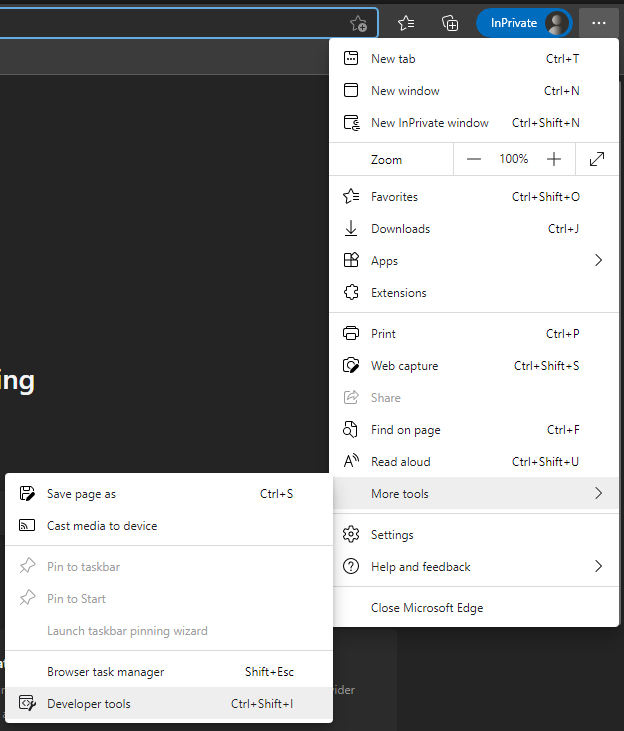 InPrivate
New tab Ctrl+T
New window Ctrl+N
New InPrivate window Ctrl+Shift+N
Zoom 100%
Favorites Ctrl+Shift+O
Downloads Ctrl+J
Apps
Extensions
ing
Print Ctrl+P
Web capture Ctrl+Shift+S
Share
Find on page Ctrl+F
Read aloud Ctrl+Shift+U
More tools
Settings
Help and feedback
Close Microsoft Edge
Save page as Ctrl+S
Cast media to device
Pin to taskbar
Pin to Start
Launch taskbar pinning wizard
Browser task manager Shift+Esc
Developer tools Ctrl+Shift+I
vider